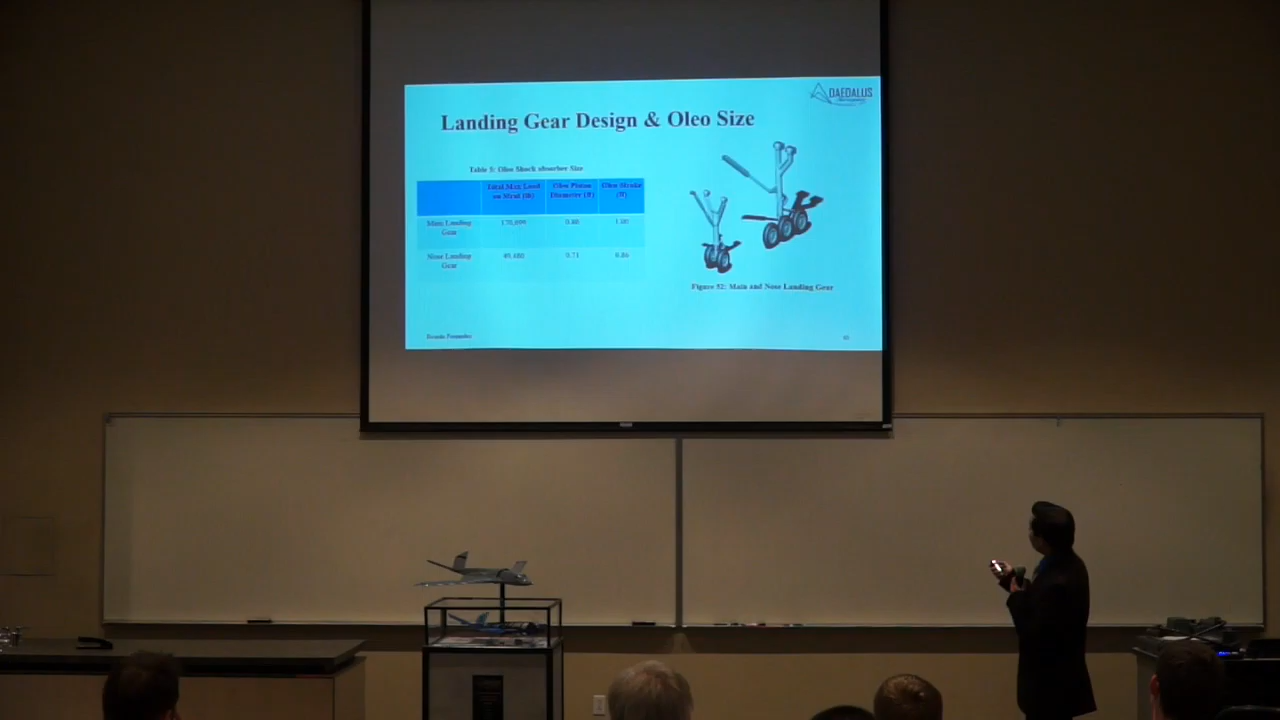 DAEDALUS
Landing Gear Design & Oleo Size
Table 5: Oleo Shock absorber Size
Total Max Load on Strut (lb)
Oleo Piston Diameter (ft)
Oleo Stroke (ft)
Main Landing Gear
Nose Landing Gear
0.71
Figure 52: Main and Nose Landing Gear